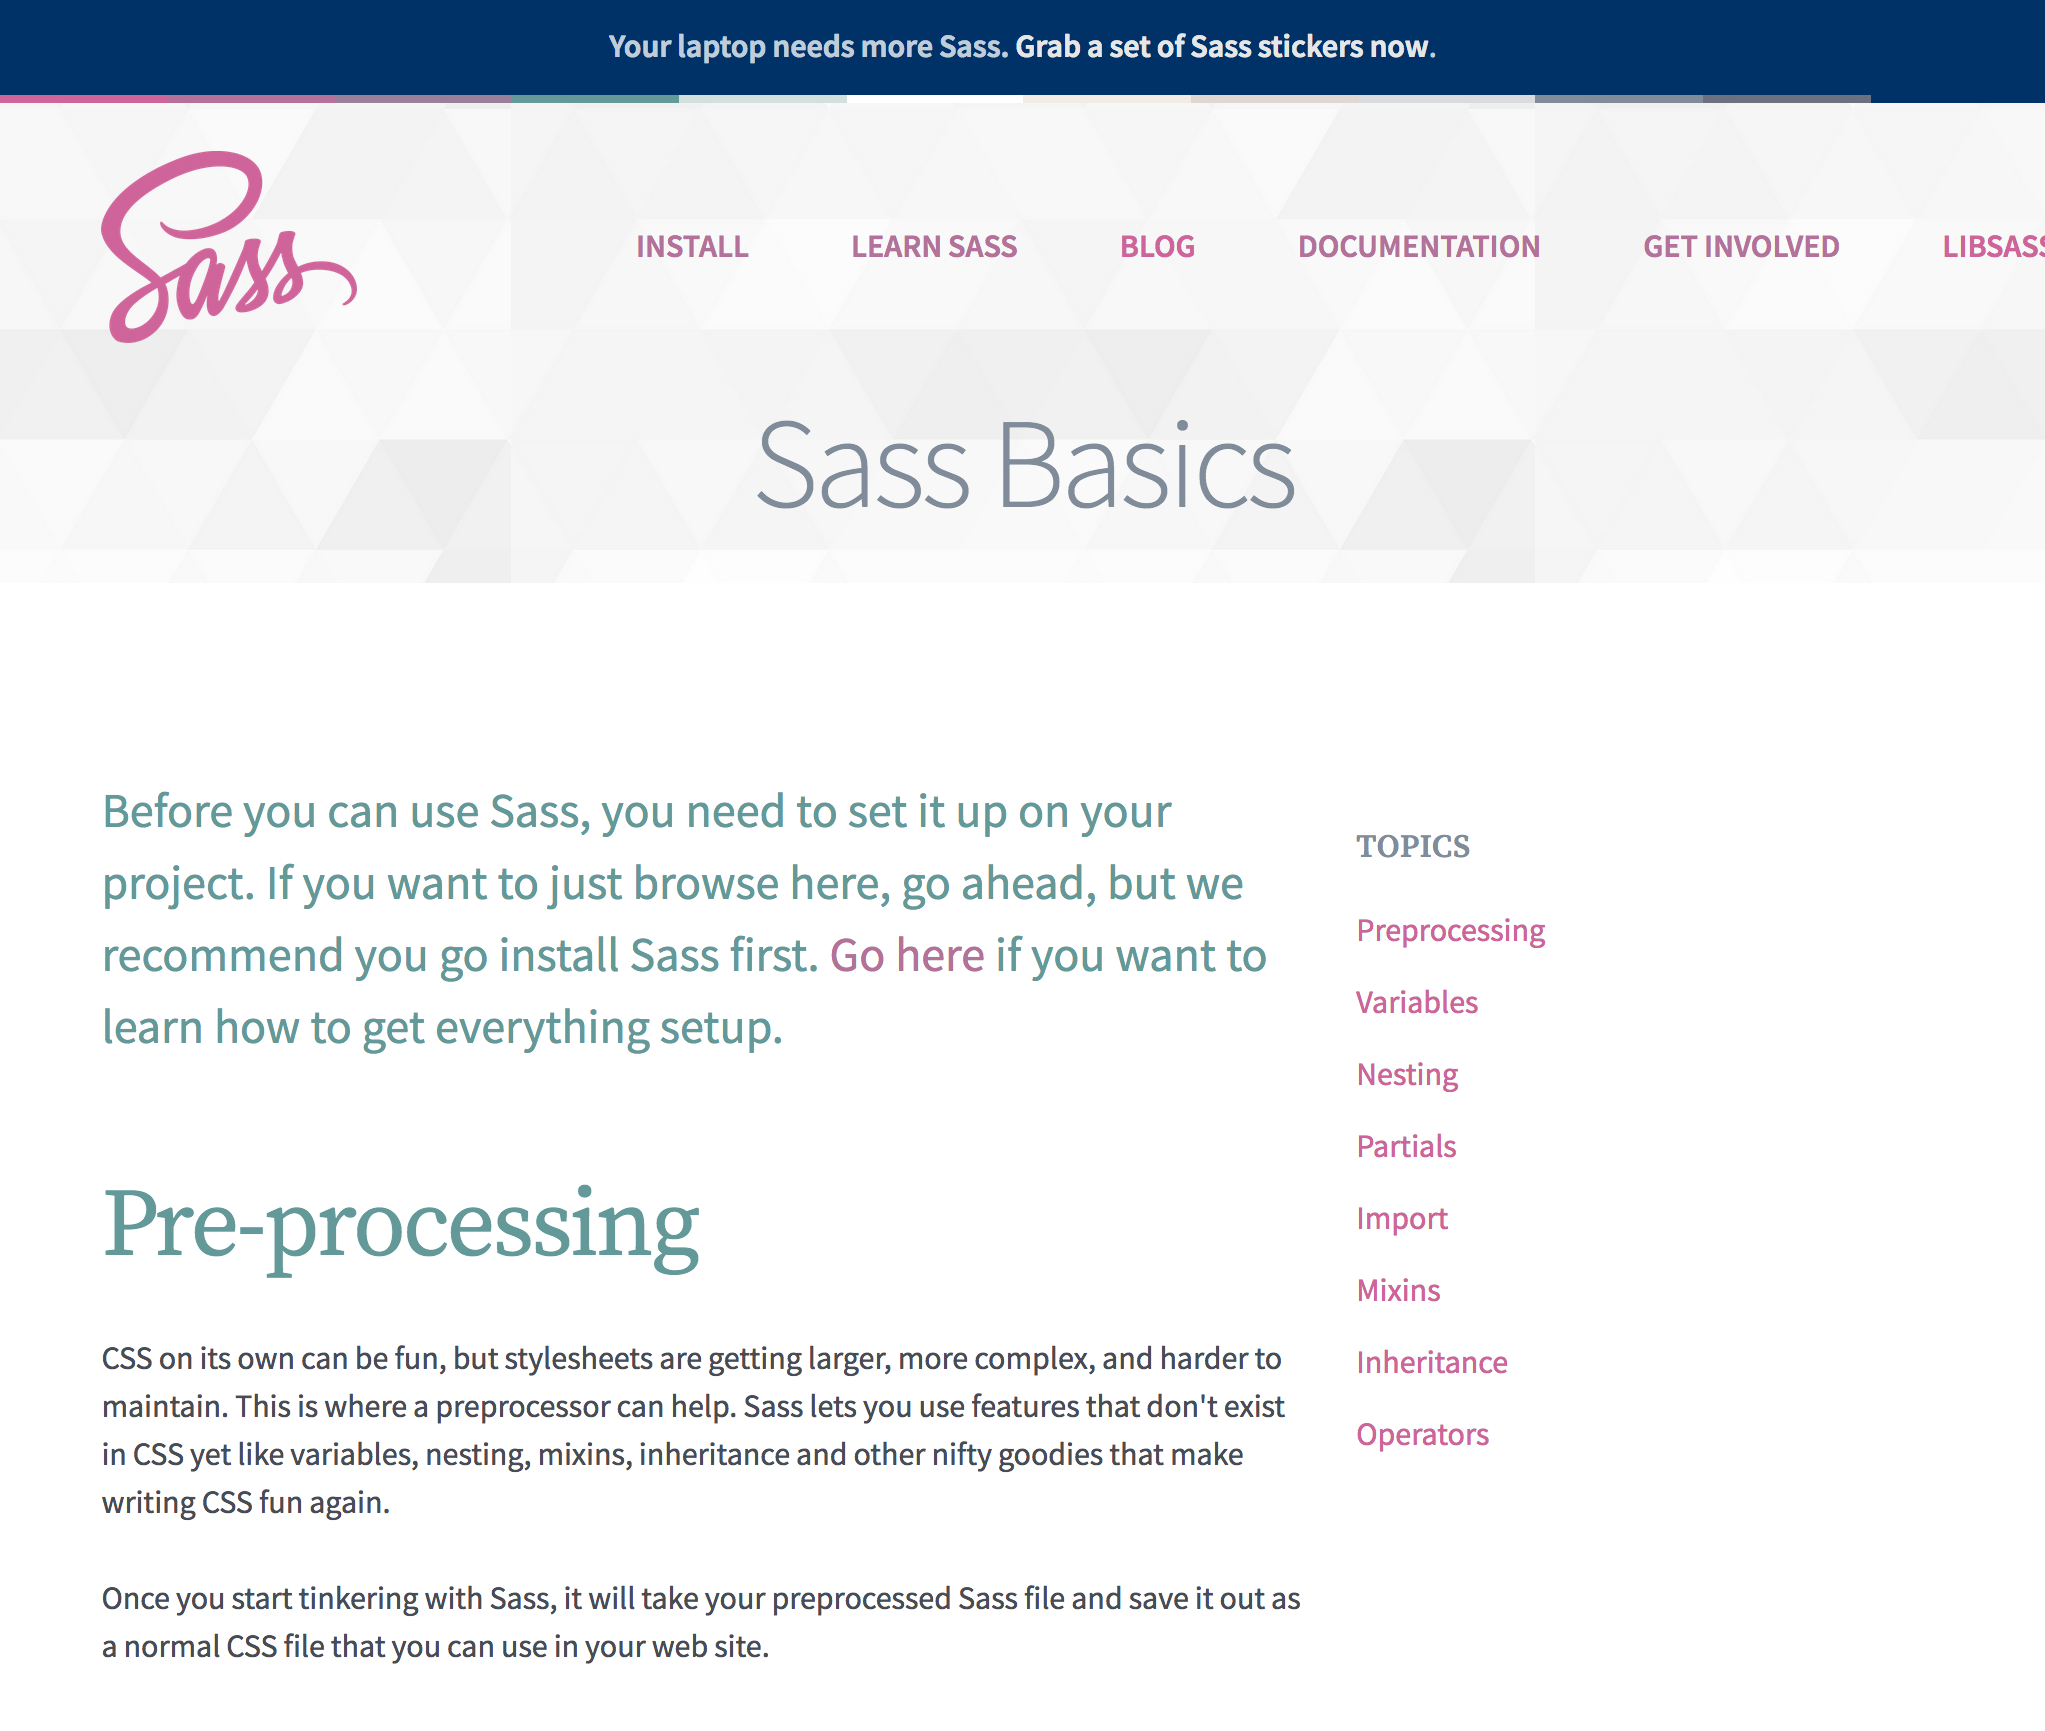 Your laptop needs more Sass. Grab a set of Sass stickers now.
Sass
INSTALL LEARN SASS BLOG DOCUMENTATION GET INVOLVED LIBSASS
Sass Basics
Before you can use Sass, you need to set it up on your
project. If you want to just browse here, go ahead, but we
recommend you go install Sass first. Go here if you want to
learn how to get everything setup.
Pre-processing
CSS on its own can be fun, but stylesheets are getting larger, more complex, and harder to
maintain. This is where a preprocessor can help. Sass lets you use features that don't exist
in CSS yet like variables, nesting, mixins, inheritance and other nifty goodies that make
writing CSS fun again.
Once you start tinkering with Sass, it will take your preprocessed Sass file and save it out as
a normal CSS file that you can use in your web site.
TOPICS
Preprocessing
Variables
Nesting
Partials
Import
Mixins
Inheritance
Operators